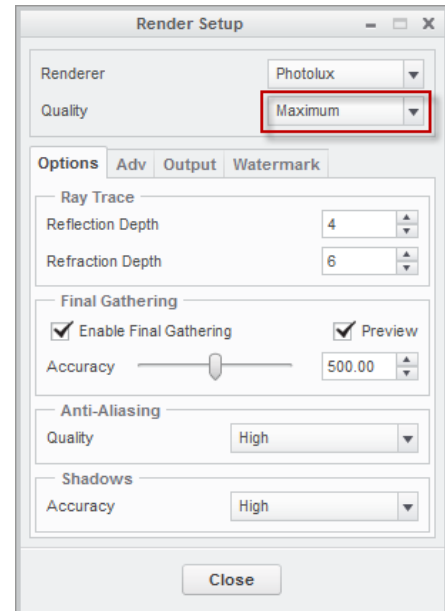 Render Setup
Renderer Photolux
Quality Maximum
Options Adv Output Watermark
Ray Trace
Reflection Depth 4
Refraction Depth 6
Final Gathering
Enable Final Gathering Preview
Accuracy 500.00
Anti-Aliasing
Quality High
Shadows
Accuracy High
Close